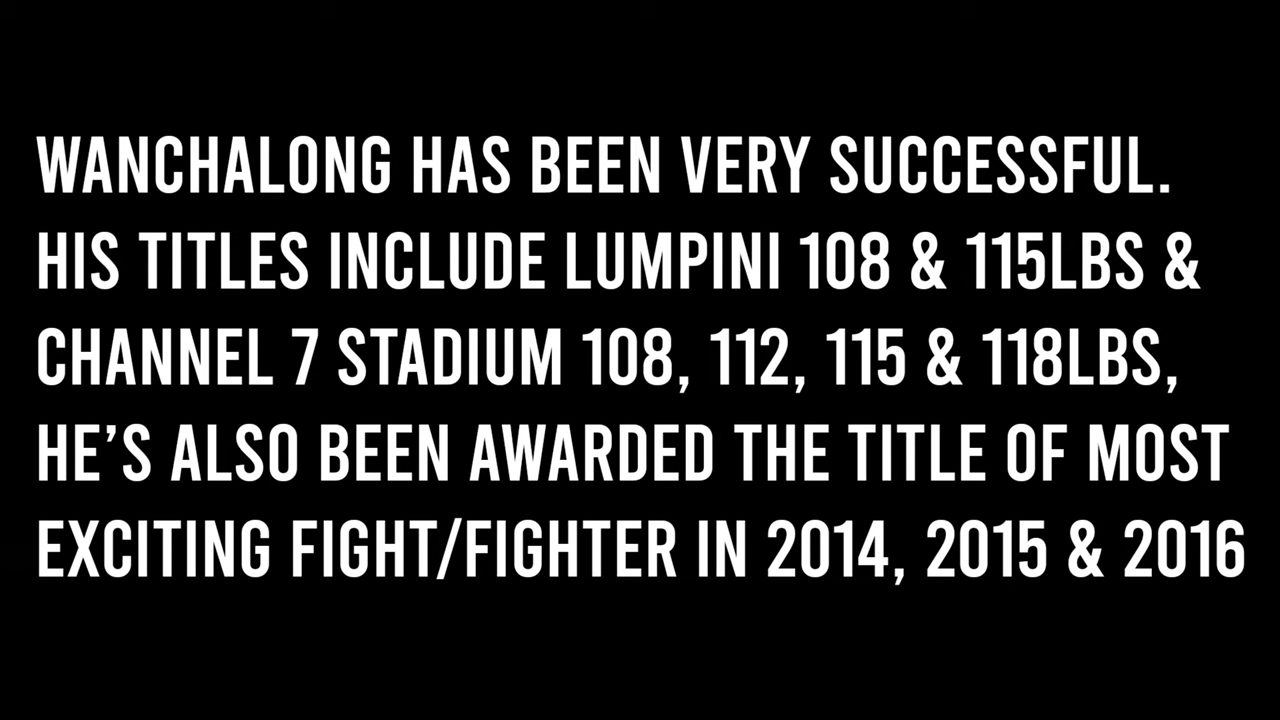 WANCHALONG HAS BEEN VERY SUCCESSFUL.
HIS TITLES INCLUDE LUMPINI 108 & 115LBS &
CHANNEL 7 STADIUM 108, 112, 115 & 118LBS,
HE’S ALSO BEEN AWARDED THE TITLE OF MOST
EXCITING FIGHT/FIGHTER IN 2014, 2015 & 2016